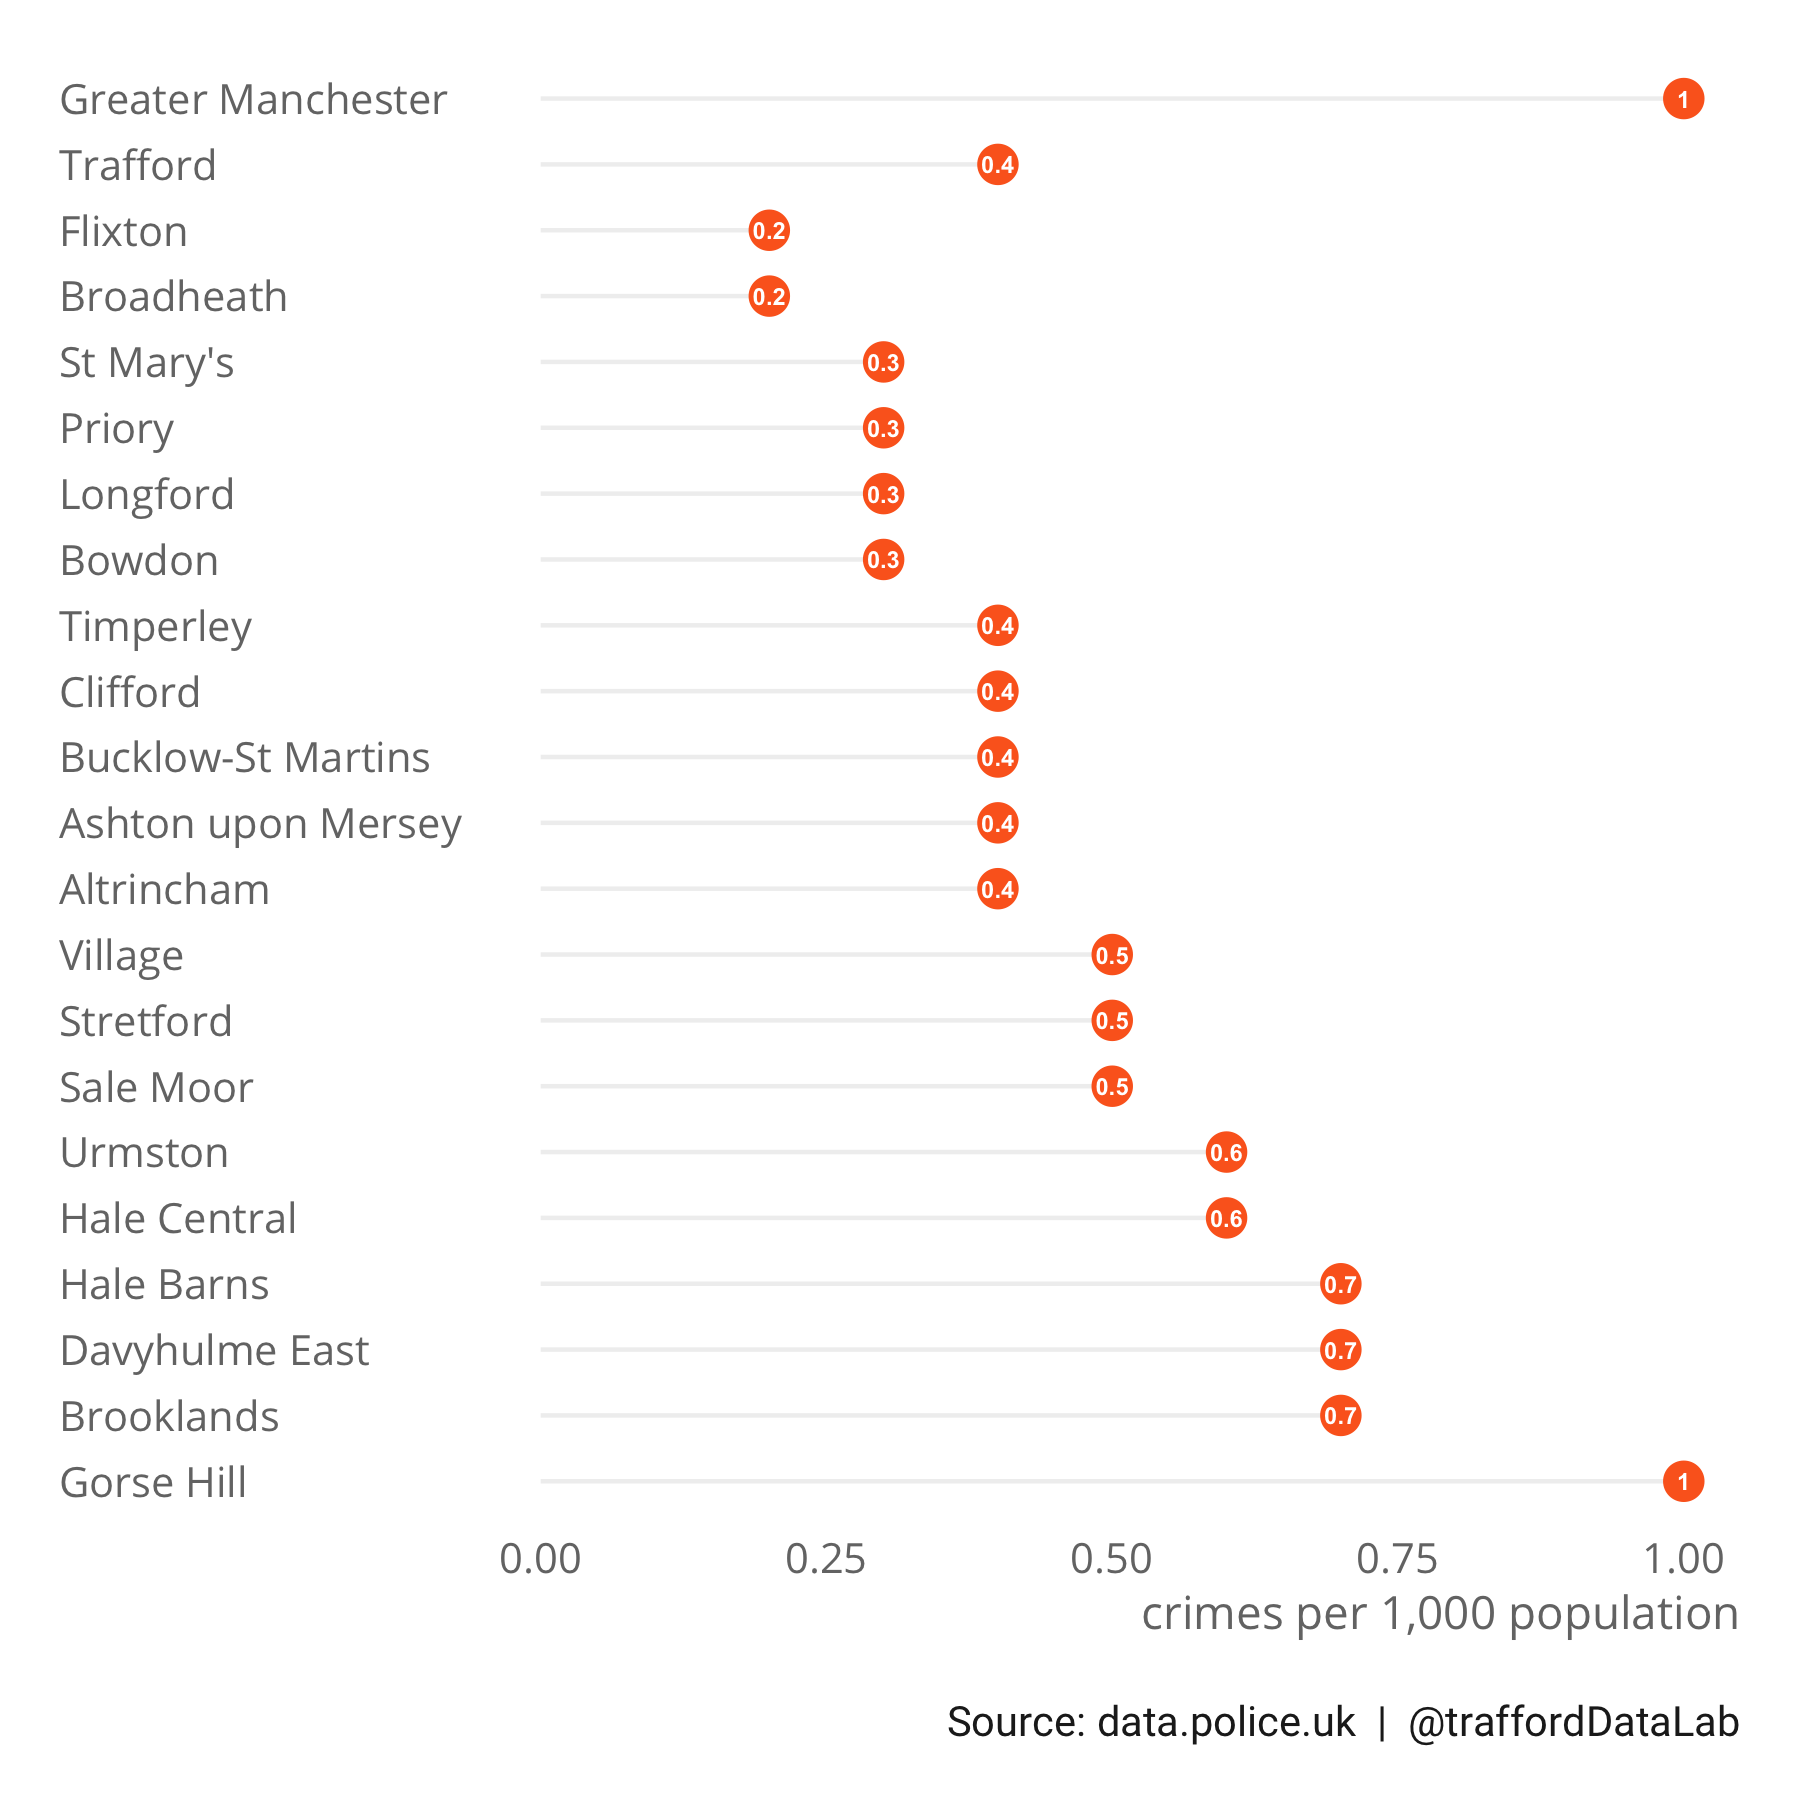 Greater Manchester 1
Trafford 0.4
Flixton 0.2
Broadheath 0.2
St Mary's 0.3
Priory 0.3
Longford 0.3
Bowdon 0.3
Timperley 0.4
Clifford 0.4
Bucklow-St Martins 0.4
Ashton upon Mersey 0.4
Altrincham 0.4
Village 0.5
Stretford 0.5
Sale Moor 0.5
Urmston 0.6
Hale Central 0.6
Hale Barns 0.7
Davyhulme East 0.7
Brooklands 0.7
Gorse Hill 1
0.00 0.25 0.50 0.75 1.00
crimes per 1,000 population
Source: data.police.uk | @traffordDataLab